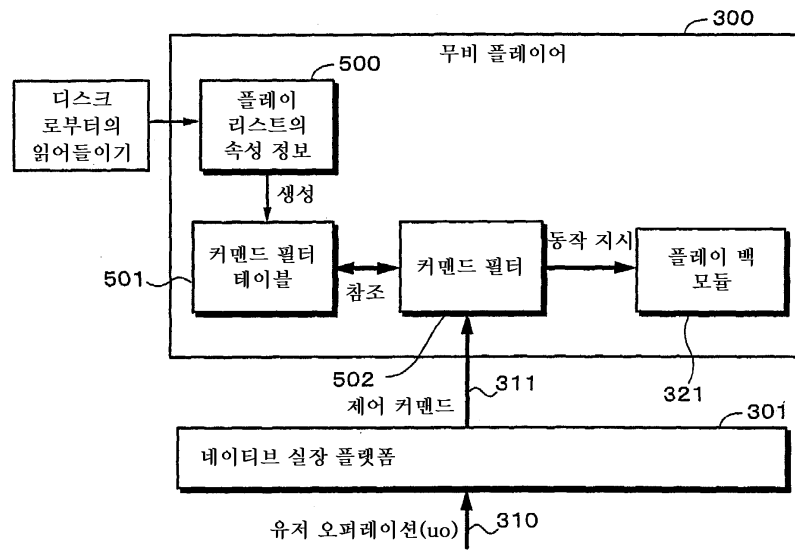 300
무비 플레이어
500
디스크
로부터의
읽어들이기
플레이
리스트의
속성 정보
생성
커맨드 필터
테이블
501
참조
커맨드 필터
502
동작 지시
플레이 백
모듈
321
311
제어 커맨드
301
네이티브 실장 플랫폼
유저 오퍼레이션(uo)
310